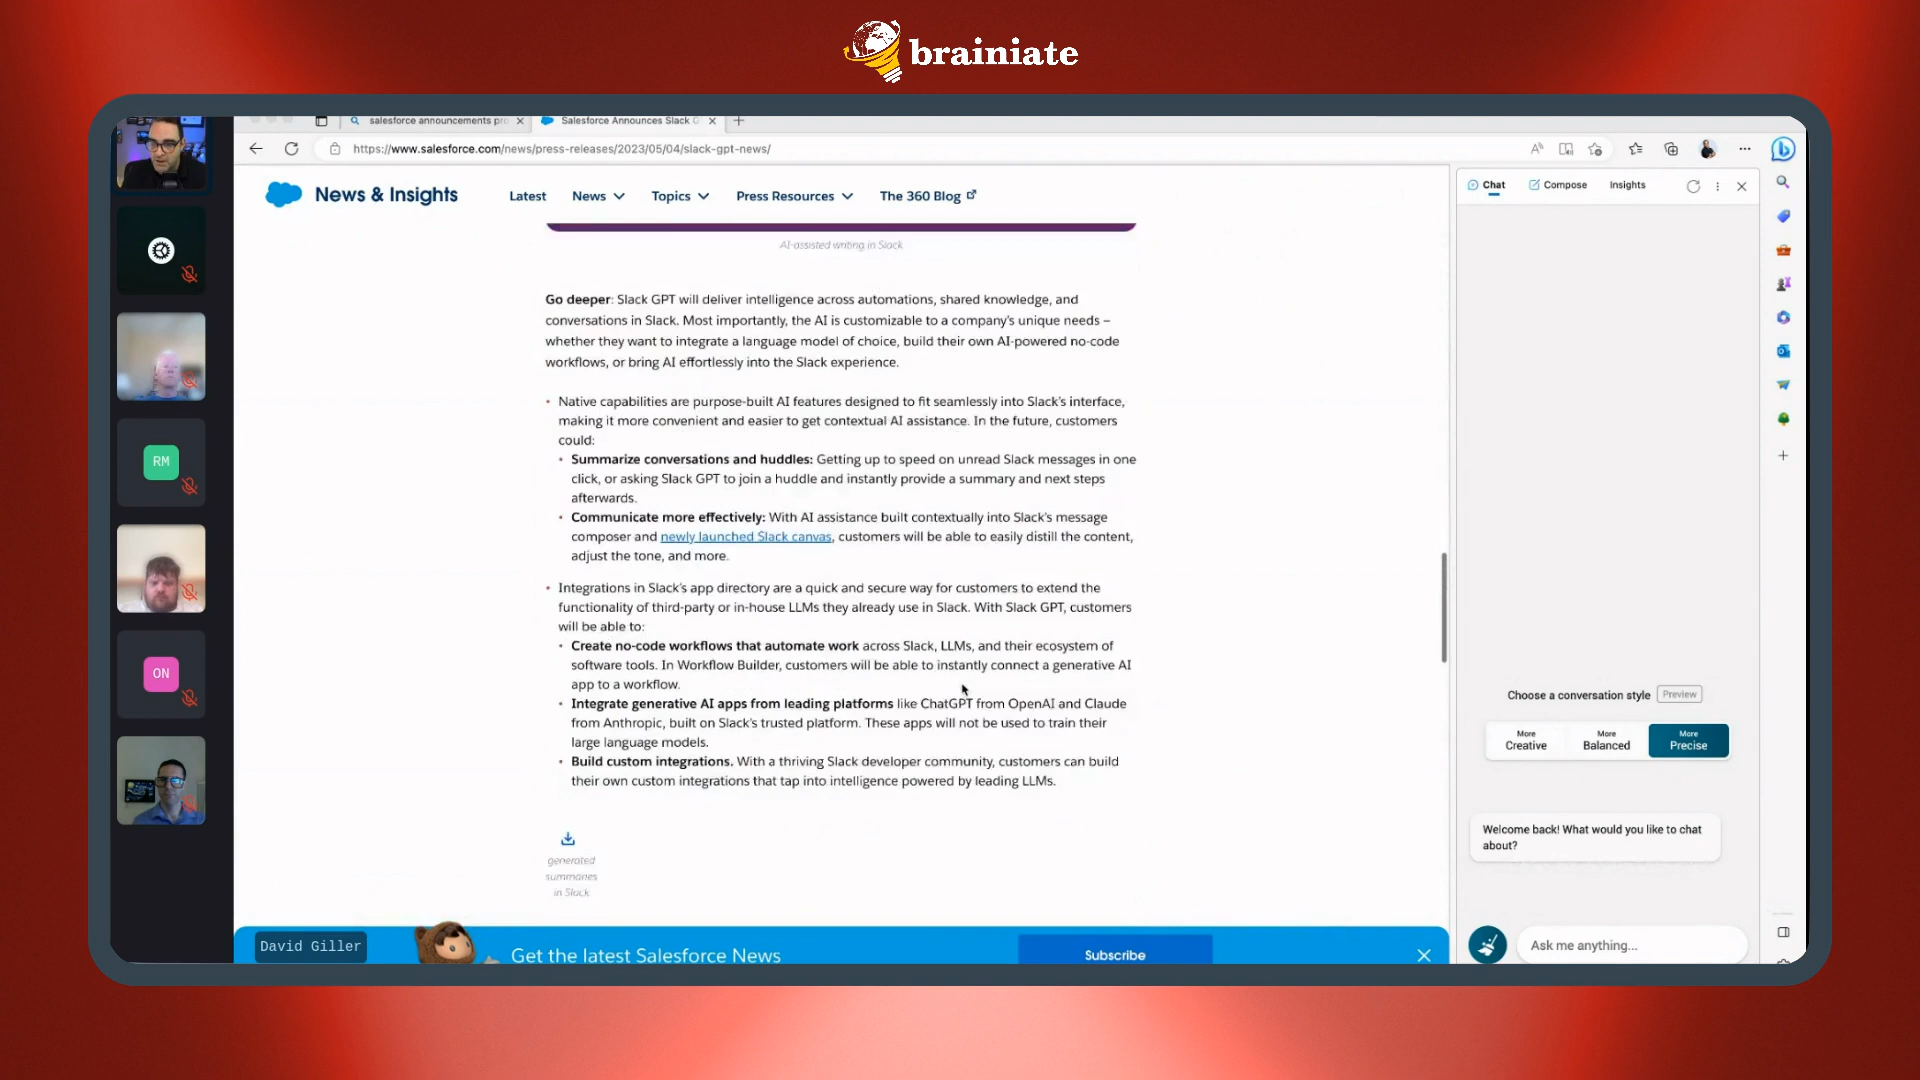 brainiate
salesforce announcements pr
Salesforce Announces Slack G
https://www.salesforce.com/news/press-releases/2023/05/04/slack-gpt-news/
News & Insights
Latest
News
Topics
Press Resources
The 360 Blog
AI-assisted writing in Slack
Go deeper: Slack GPT will deliver intelligence across automations, shared knowledge, and
conversations in Slack. Most importantly, the AI is customizable to a company's unique needs –
whether they want to integrate a language model of choice, build their own AI-powered no-code
workflows, or bring AI effortlessly into the Slack experience.
• Native capabilities are purpose-built AI features designed to fit seamlessly into Slack's interface,
making it more convenient and easier to get contextual AI assistance. In the future, customers
could:
• Summarize conversations and huddles: Getting up to speed on unread Slack messages in one
click, or asking Slack GPT to join a huddle and instantly provide a summary and next steps
afterwards.
• Communicate more effectively: With AI assistance built contextually into Slack's message
composer and newly launched Slack canvas, customers will be able to easily distill the content,
adjust the tone, and more.
• Integrations in Slack's app directory are a quick and secure way for customers to extend the
functionality of third-party or in-house LLMs they already use in Slack. With Slack GPT, customers
will be able to:
• Create no-code workflows that automate work across Slack, LLMs, and their ecosystem of
software tools. In Workflow Builder, customers will be able to instantly connect a generative AI
app to a workflow.
• Integrate generative AI apps from leading platforms like ChatGPT from OpenAI and Claude
from Anthropic, built on Slack's trusted platform. These apps will not be used to train their
large language models.
• Build custom integrations. With a thriving Slack developer community, customers can build
their own custom integrations that tap into intelligence powered by leading LLMs.
generated
summaries
in Slack
Get the latest Salesforce News
Subscribe
Chat
Compose
Insights
Choose a conversation style
Preview
More
Creative
More
Balanced
More
Precise
Welcome back! What would you like to chat
about?
Ask me anything...
RM
ON
David Giller